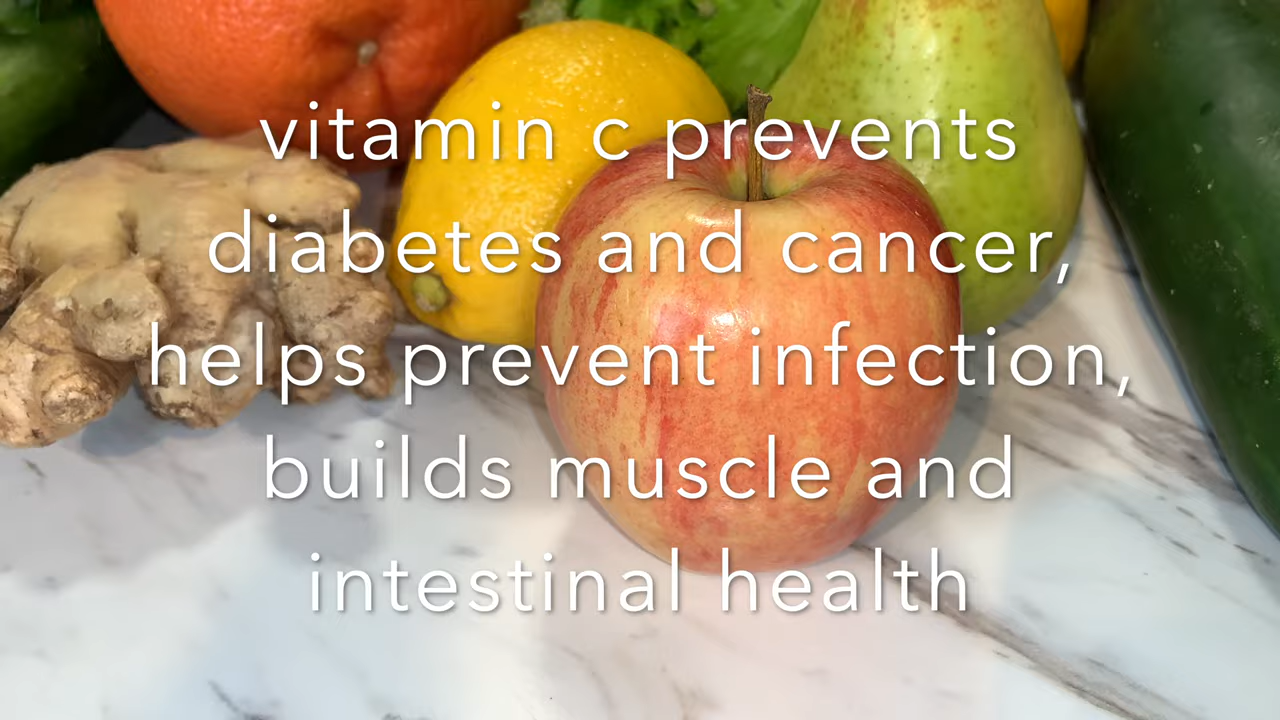 vitamin c prevents
diabetes and cancer,
helps prevent infection,
builds muscle and
intestinal health